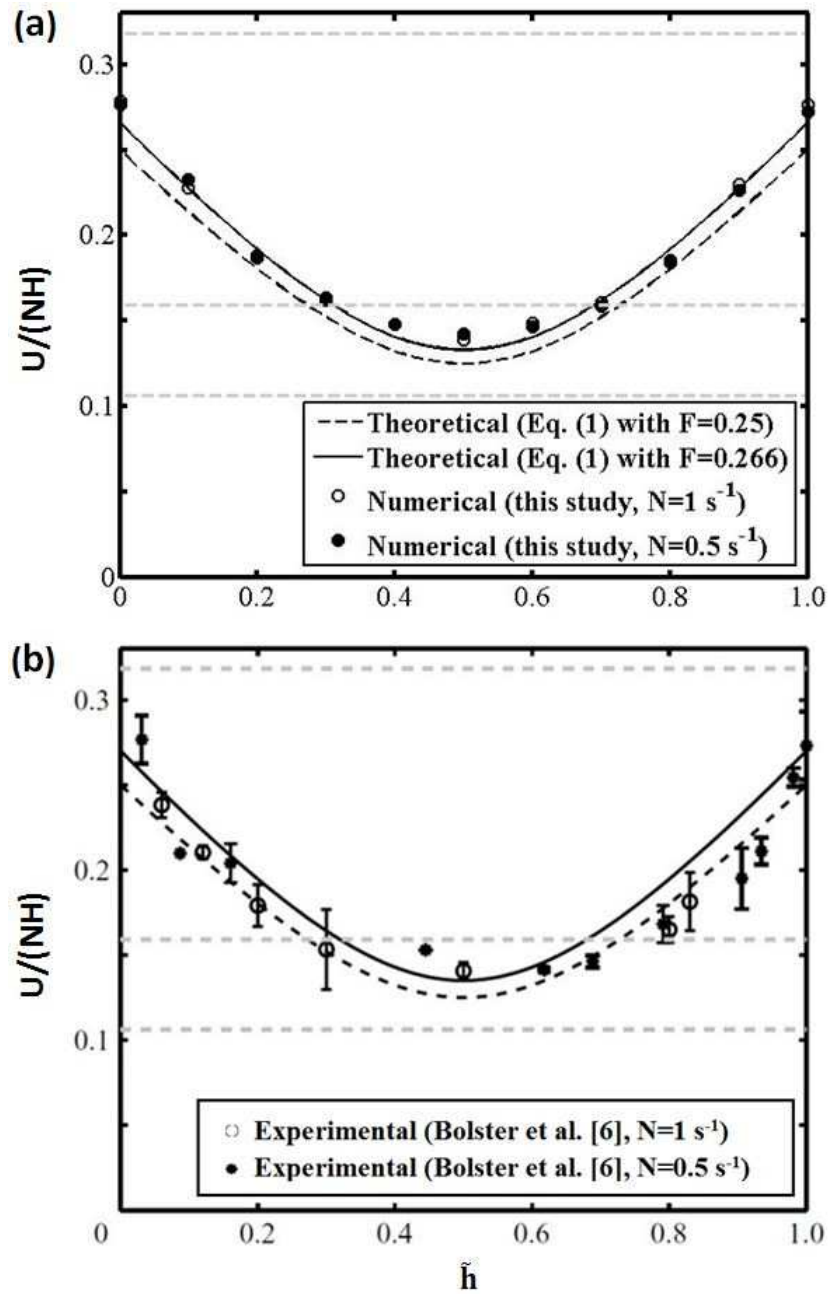 (a)
0.3
0.2
0.1
0
U/(NH)
Theoretical (Eq. (1) with F=0.25)
Theoretical (Eq. (1) with F=0.266)
Numerical (this study, N=1 s⁻¹)
Numerical (this study, N=0.5 s⁻¹)
0 0.2 0.4 0.6 0.8 1.0
(b)
0.3
0.2
0.1
U/(NH)
Experimental (Bolster et al. [6], N=1 s⁻¹)
Experimental (Bolster et al. [6], N=0.5 s⁻¹)
0 0.2 0.4 0.6 0.8 1.0
h̃